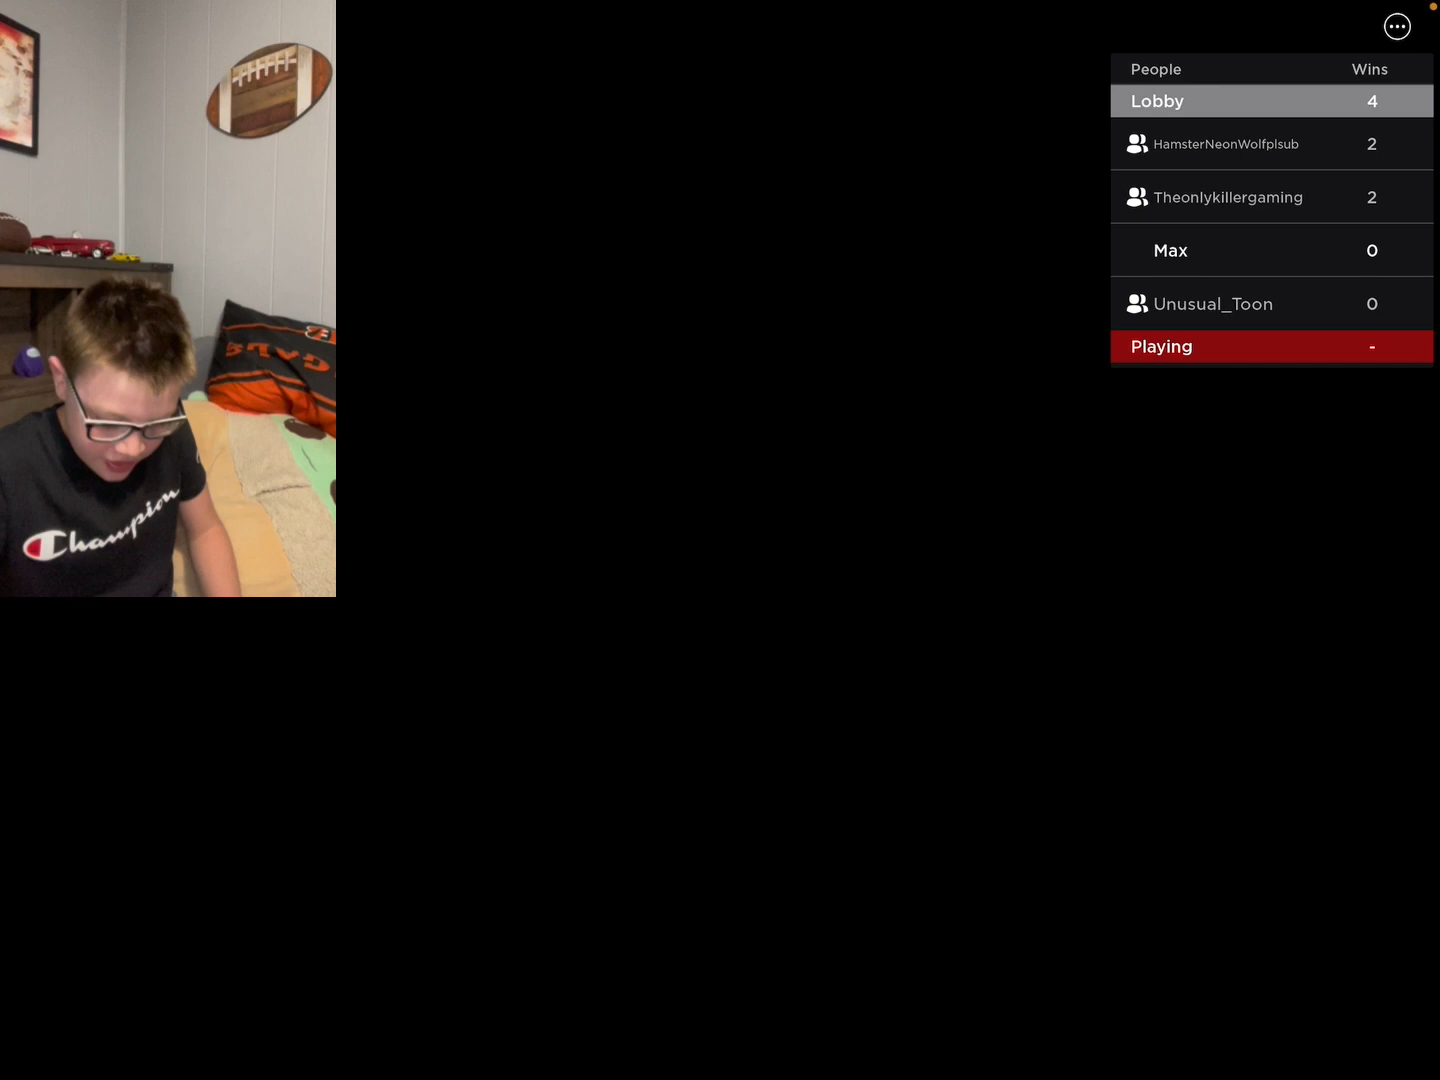 People Wins
Lobby 4
HamsterNeonWolfplsub 2
Theonlykillergaming 2
Max 0
Unusual_Toon 0
Playing -
Champion